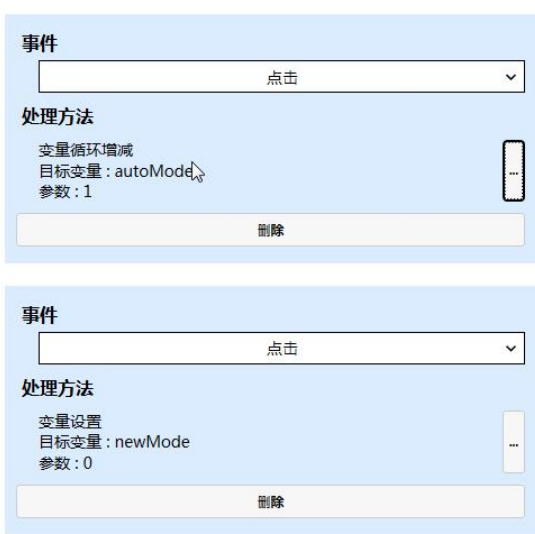 事件
点击
处理方法
变量循环增减
目标变量 : autoMode
参数 : 1
...
删除
事件
点击
处理方法
变量设置
目标变量 : newMode
参数 : 0
...
删除